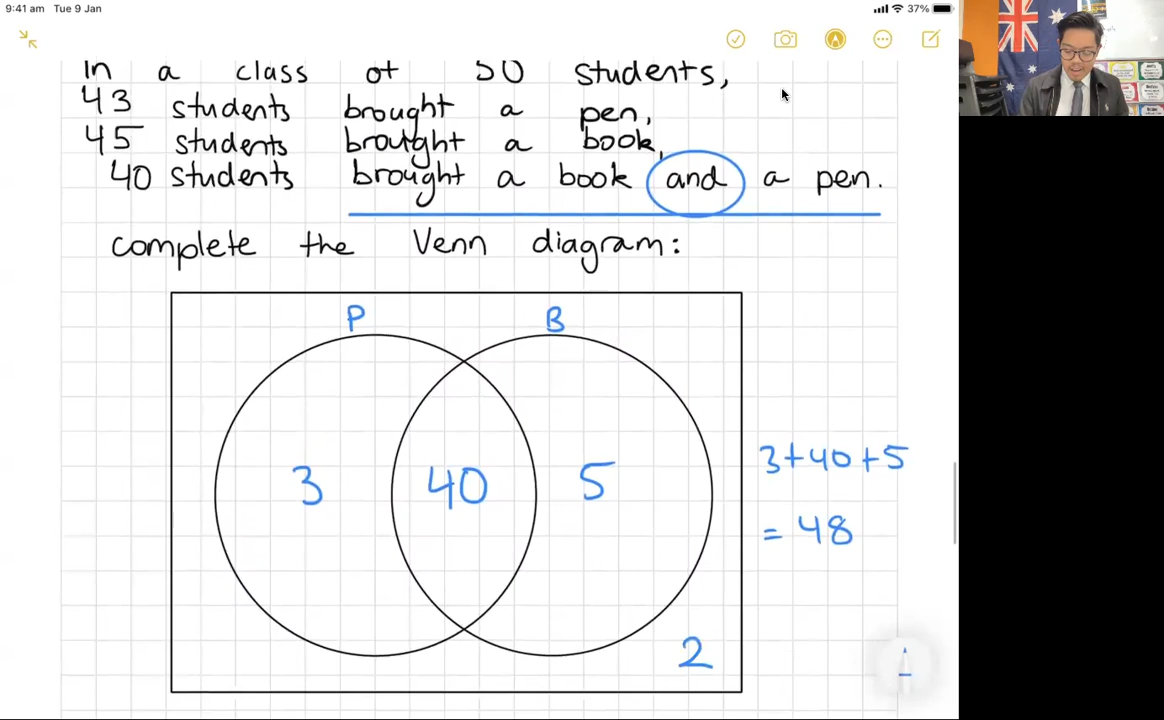 9:41 am Tue 9 Jan
37%
In a class of 50 students,
43 students brought a pen,
45 students brought a book,
40 students brought a book and a pen.
complete the Venn diagram:
P B
3 40 5
3+40+5
= 48
2